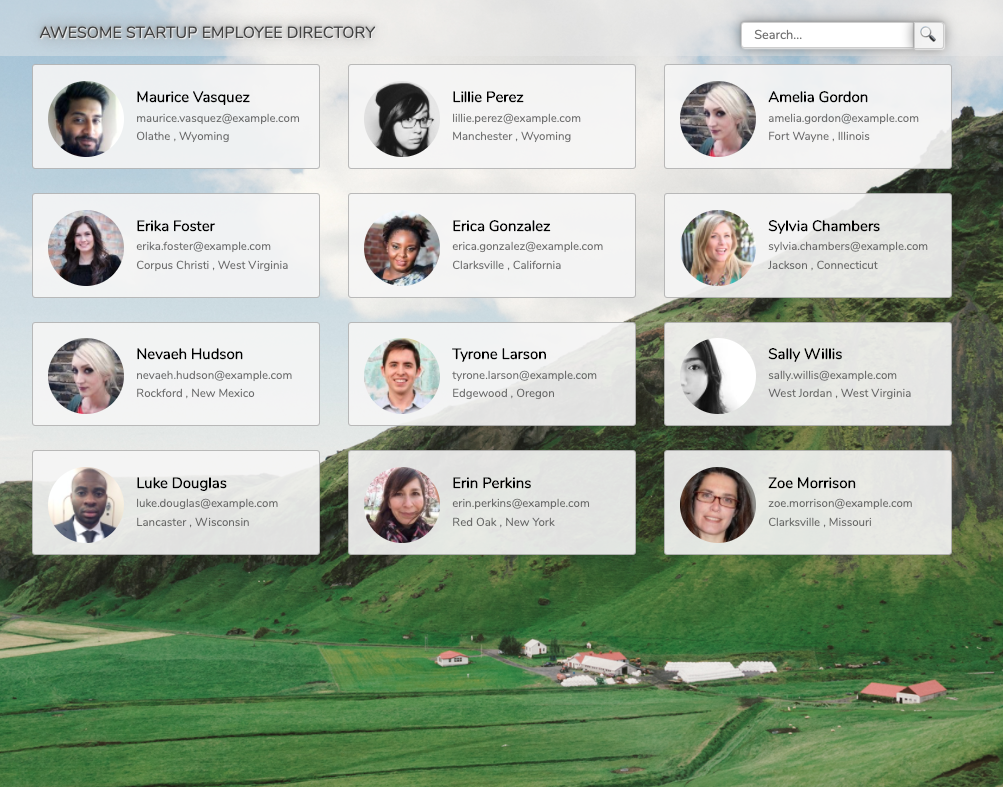 AWESOME STARTUP EMPLOYEE DIRECTORY
Search...
Maurice Vasquez
maurice.vasquez@example.com
Olathe , Wyoming
Lillie Perez
lillie.perez@example.com
Manchester , Wyoming
Amelia Gordon
amelia.gordon@example.com
Fort Wayne , Illinois
Erika Foster
erika.foster@example.com
Corpus Christi , West Virginia
Erica Gonzalez
erica.gonzalez@example.com
Clarksville , California
Sylvia Chambers
sylvia.chambers@example.com
Jackson , Connecticut
Nevaeh Hudson
nevaeh.hudson@example.com
Rockford , New Mexico
Tyrone Larson
tyrone.larson@example.com
Edgewood , Oregon
Sally Willis
sally.willis@example.com
West Jordan , West Virginia
Luke Douglas
luke.douglas@example.com
Lancaster , Wisconsin
Erin Perkins
erin.perkins@example.com
Red Oak , New York
Zoe Morrison
zoe.morrison@example.com
Clarksville , Missouri